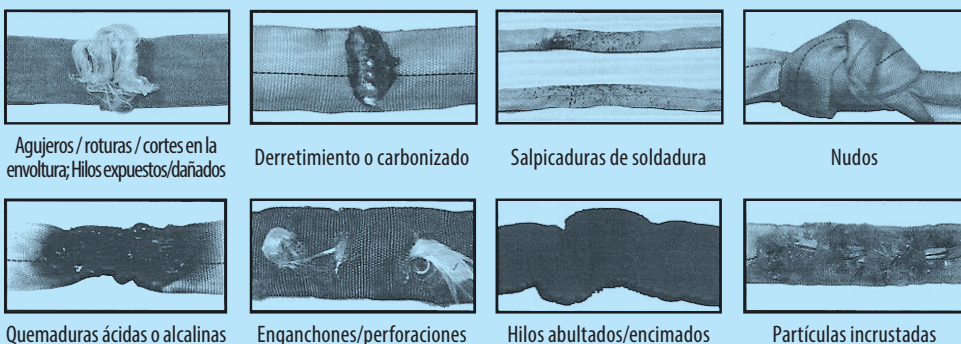 Agujeros / roturas / cortes en la
envoltura; Hilos expuestos/dañados
Derretimiento o carbonizado
Salpicaduras de soldadura
Nudos
Quemaduras ácidas o alcalinas
Enganchones/perforaciones
Hilos abultados/encimados
Partículas incrustadas